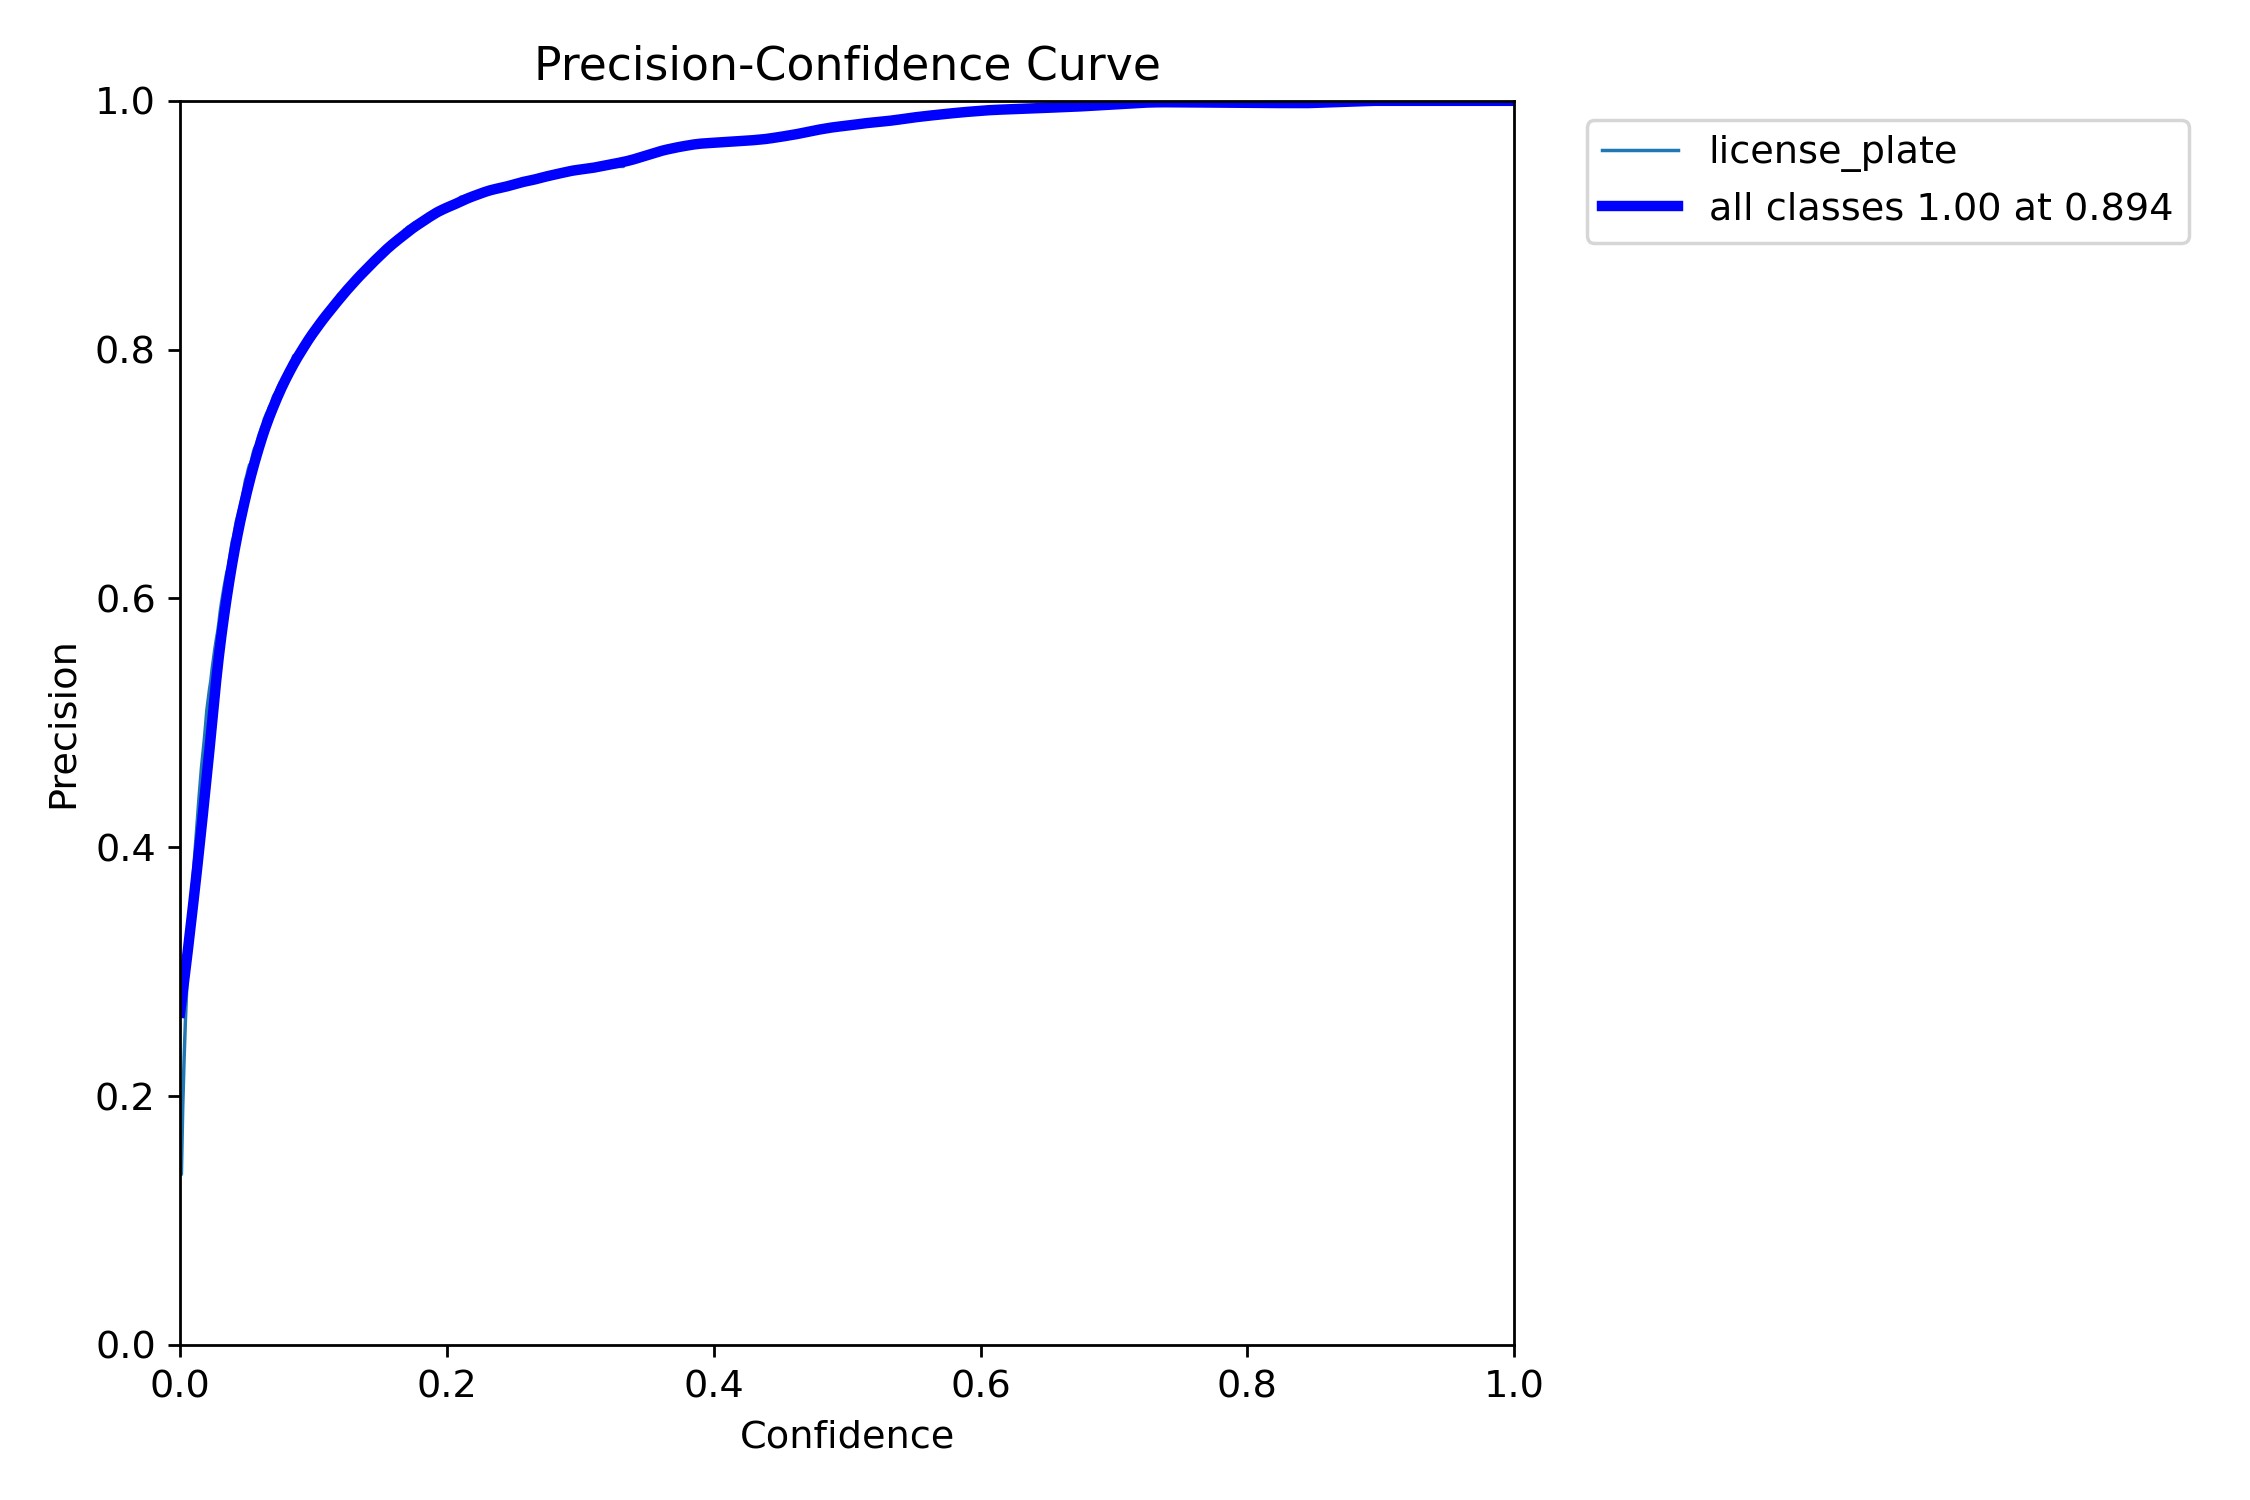 Precision-Confidence Curve
license_plate
all classes 1.00 at 0.894
1.0
0.8
0.6
0.4
0.2
0.0
Precision
0.0 0.2 0.4 0.6 0.8 1.0
Confidence